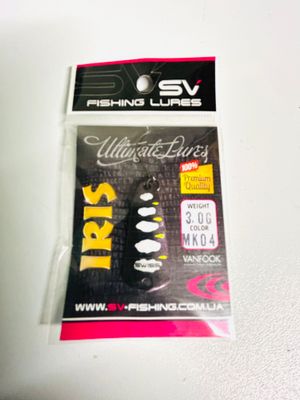 SV
SV
FISHING LURES
Ultimate Lures
100%
Premium
Quality
IRIS
WEIGHT
3.0G
COLOR
MK04
VANFOOK
WWW.SV-FISHING.COM.UA